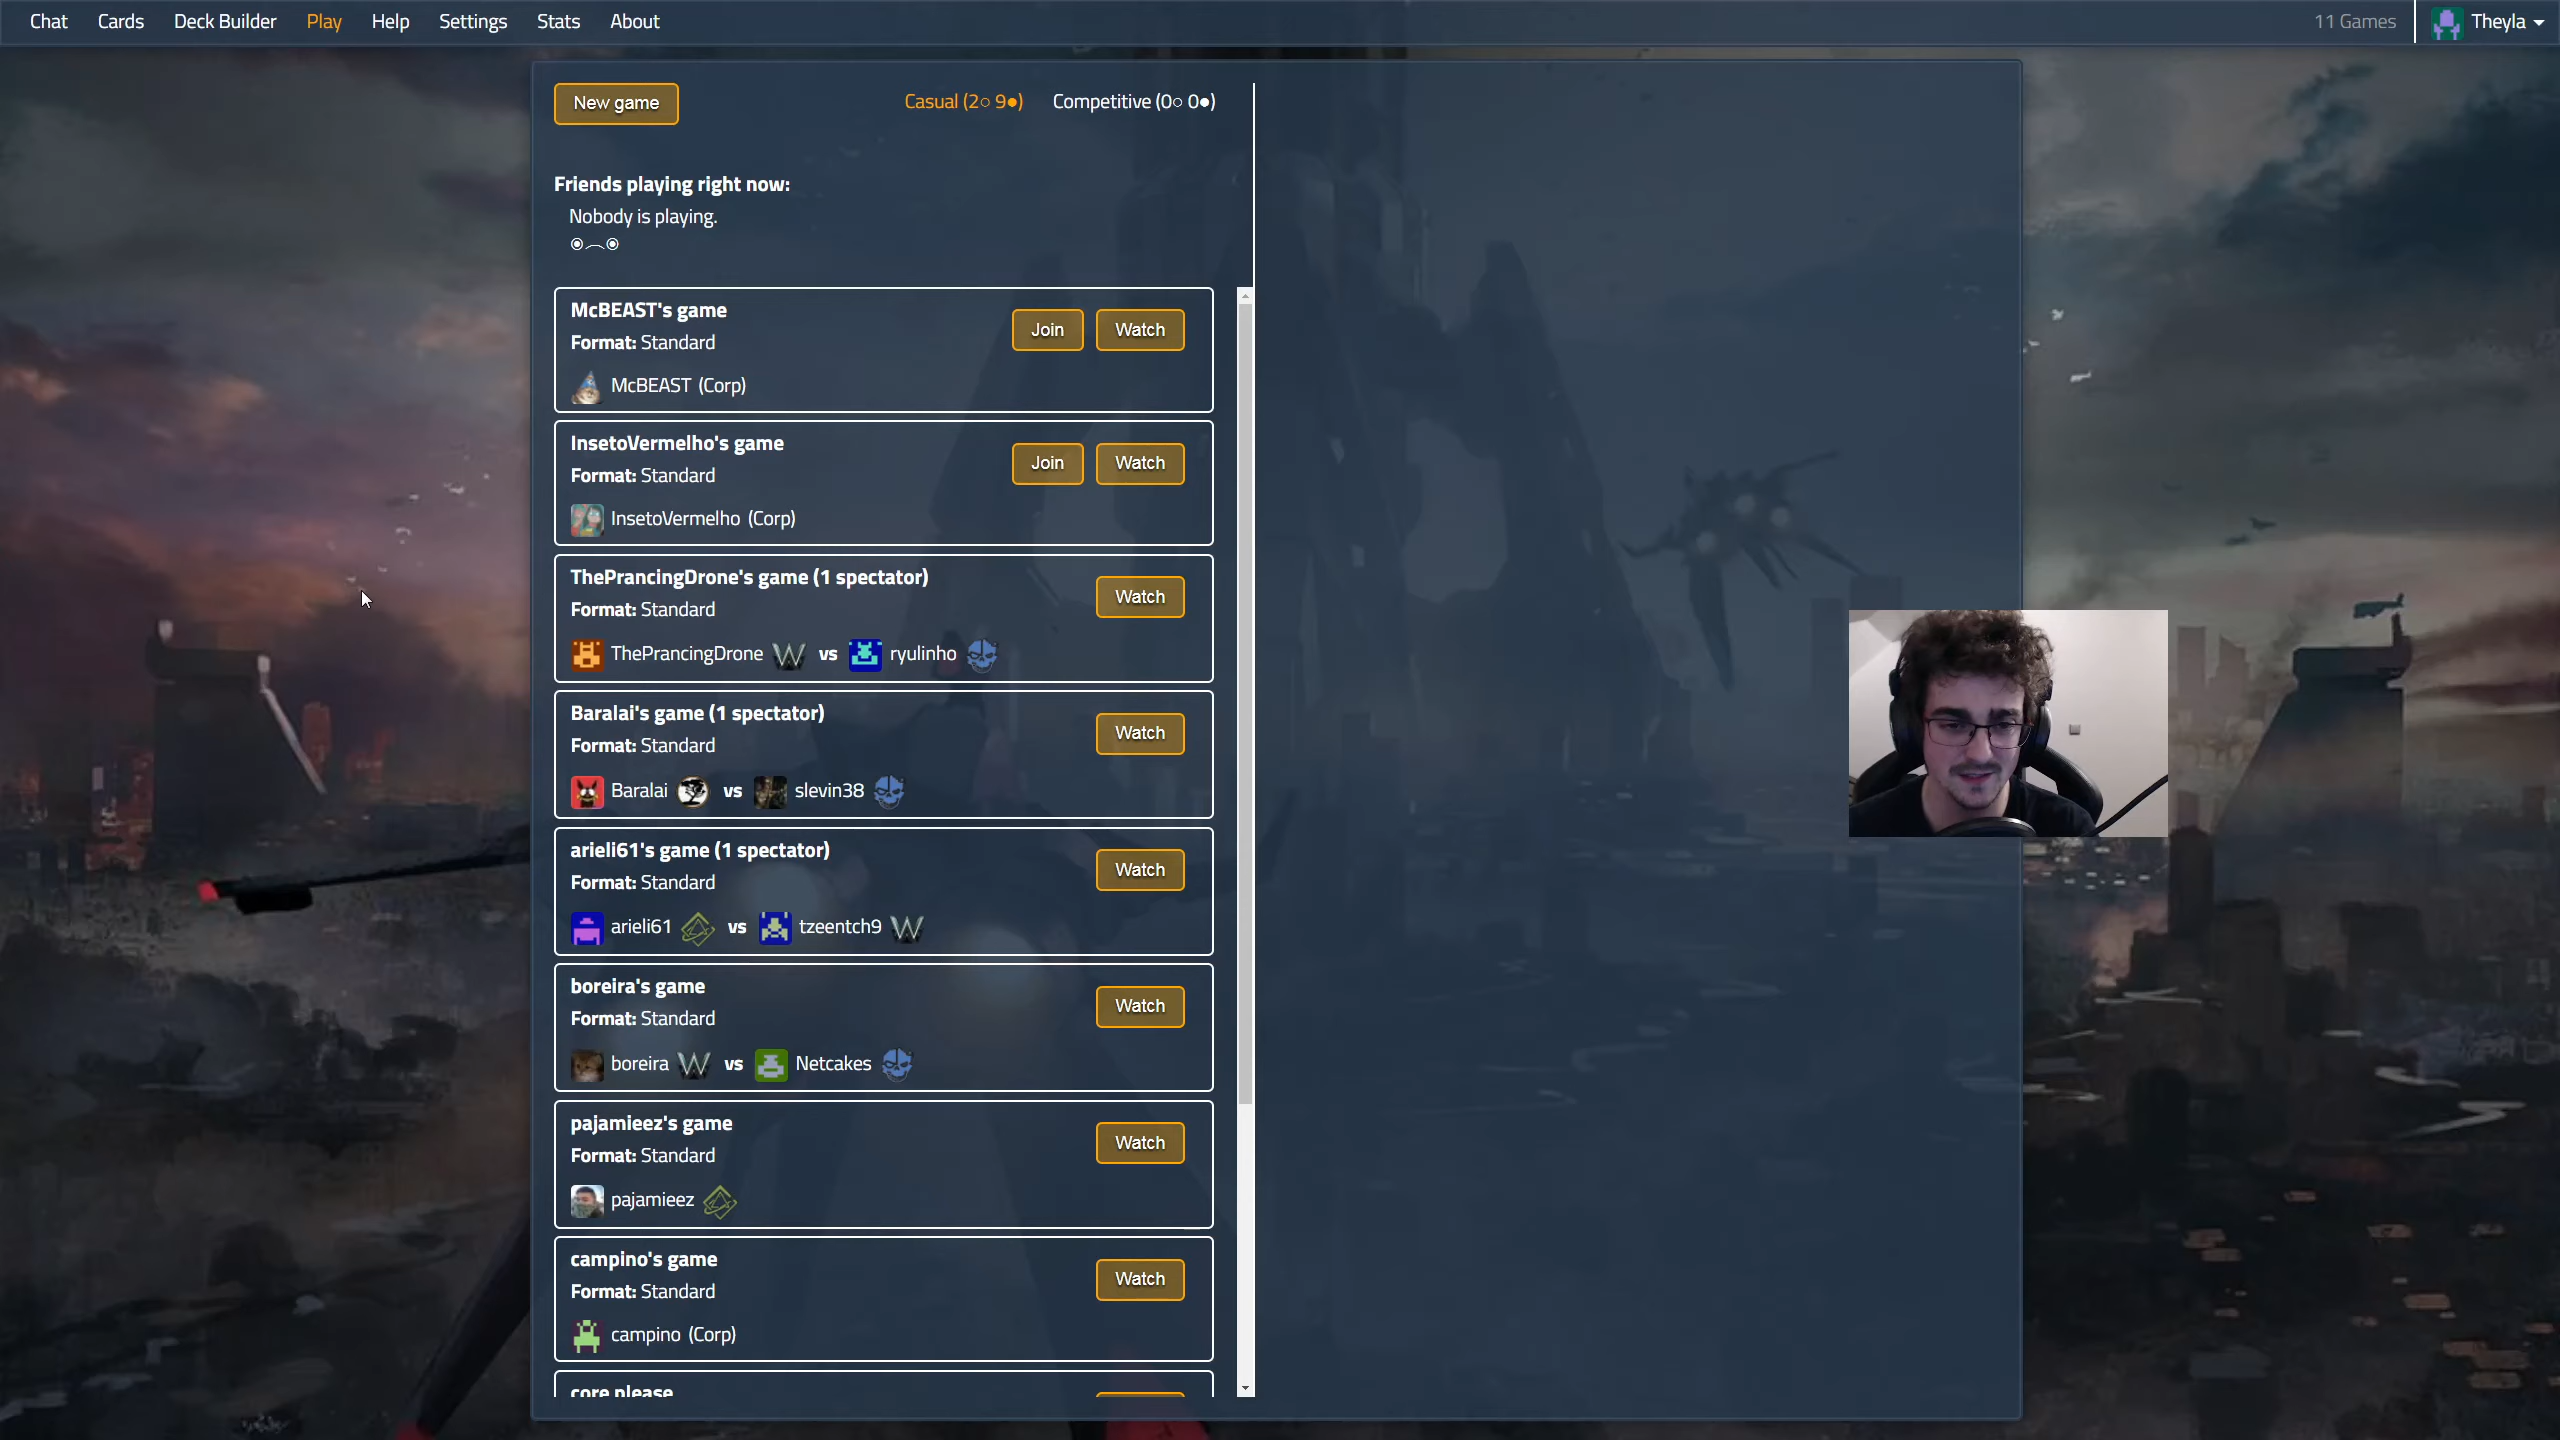 Chat Cards Deck Builder Play Help Settings Stats About 11 Games Theyla
New game Casual (2○ 9●) Competitive (0○ 0●)
Friends playing right now:
Nobody is playing.
◉︵◉
McBEAST's game
Join Watch
Format: Standard
McBEAST (Corp)
InsetoVermelho's game
Join Watch
Format: Standard
InsetoVermelho (Corp)
ThePrancingDrone's game (1 spectator)
Watch
Format: Standard
ThePrancingDrone vs ryulinho
Baralai's game (1 spectator)
Watch
Format: Standard
Baralai vs slevin38
arieli61's game (1 spectator)
Watch
Format: Standard
arieli61 vs tzeentch9
boreira's game
Watch
Format: Standard
boreira vs Netcakes
pajamieez's game
Watch
Format: Standard
pajamieez
campino's game
Watch
Format: Standard
campino (Corp)
core please